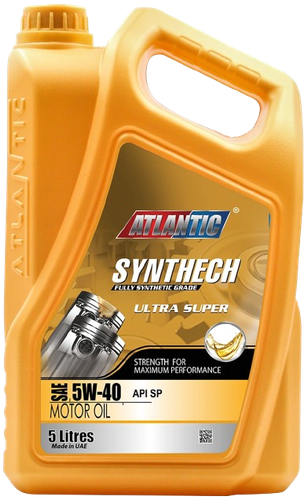 ATLANTIC
ATLANTIC
SYNTHECH
FULLY SYNTHETIC GRADE
ULTRA SUPER
STRENGTH FOR
MAXIMUM PERFORMANCE
SAE 5W-40 API SP
MOTOR OIL
5 Litres
Made in UAE